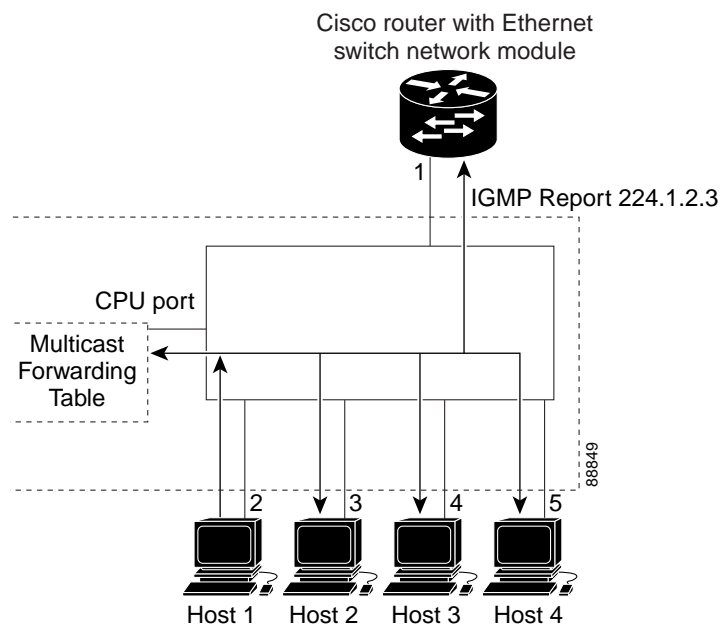 Cisco router with Ethernet
switch network module
1
IGMP Report 224.1.2.3
CPU port
Multicast
Forwarding
Table
88849
2
3
4
5
Host 1
Host 2
Host 3
Host 4